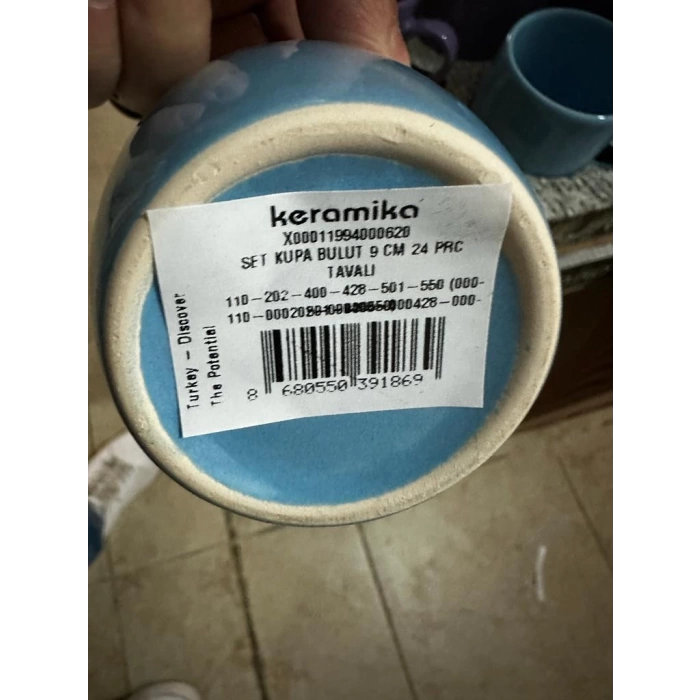 keramika
X00011994000620
SET KUPA BULUT 9 CM 24 PRC
TAVALI
110-202-400-428-501-550 (000-
Turkey - Discover
The Potential
8 680550 391869